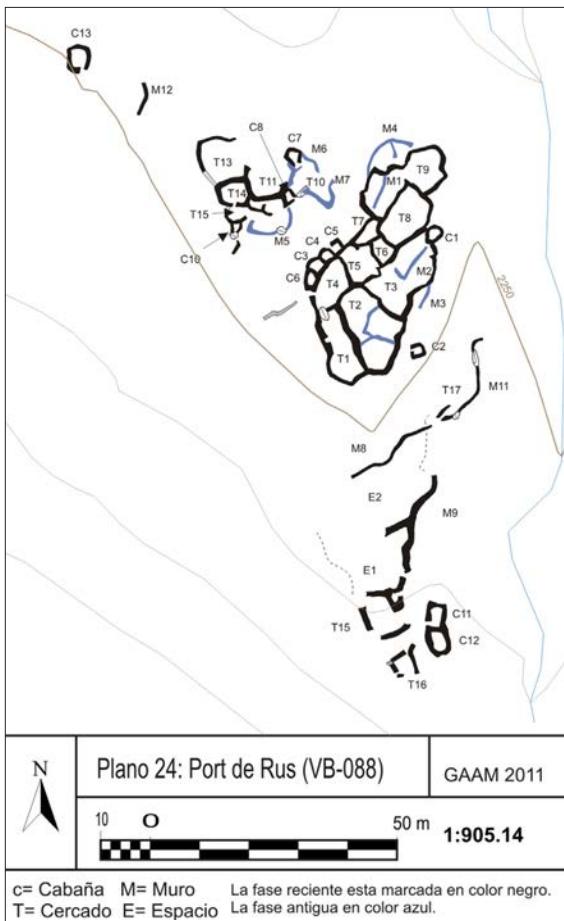 C13
M12
C8
C7
M6
M4
T13
T11
T10
M7
M1
T9
T14
T15
T7
T8
M5
C5
C1
C4
T6
C10
C3
T5
M2
C6
T4
T3
T2
M3
2250
T1
C2
M11
T17
M8
E2
M9
E1
C11
T15
C12
T16
N
Plano 24: Port de Rus (VB-088)
GAAM 2011
10 O 50 m
1:905.14
c= Cabaña M= Muro La fase reciente esta marcada en color negro.
T= Cercado E= Espacio La fase antigua en color azul.